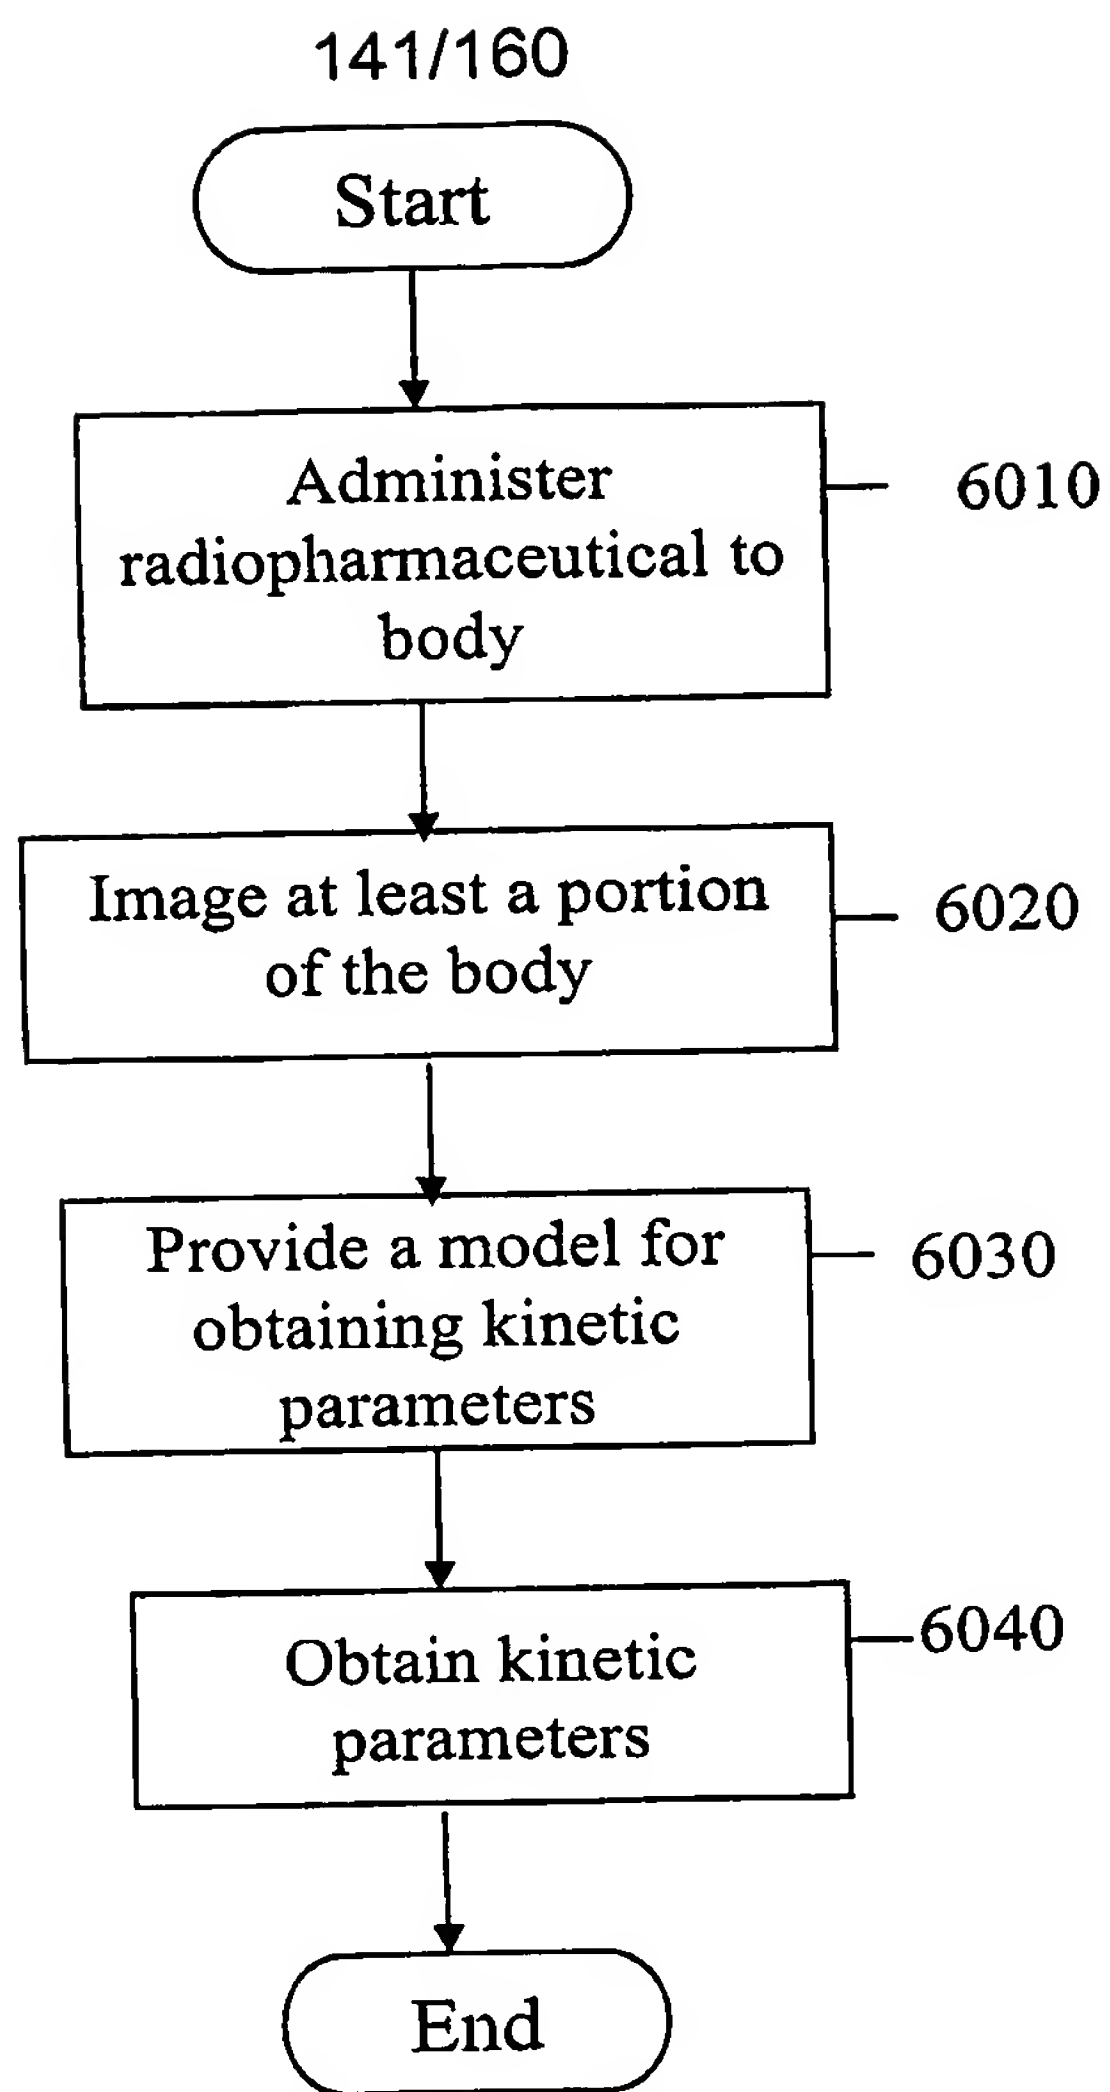 141/160
Start
Administer
radiopharmaceutical to
body
6010
Image at least a portion
of the body
6020
Provide a model for
obtaining kinetic
parameters
6030
Obtain kinetic
parameters
6040
End